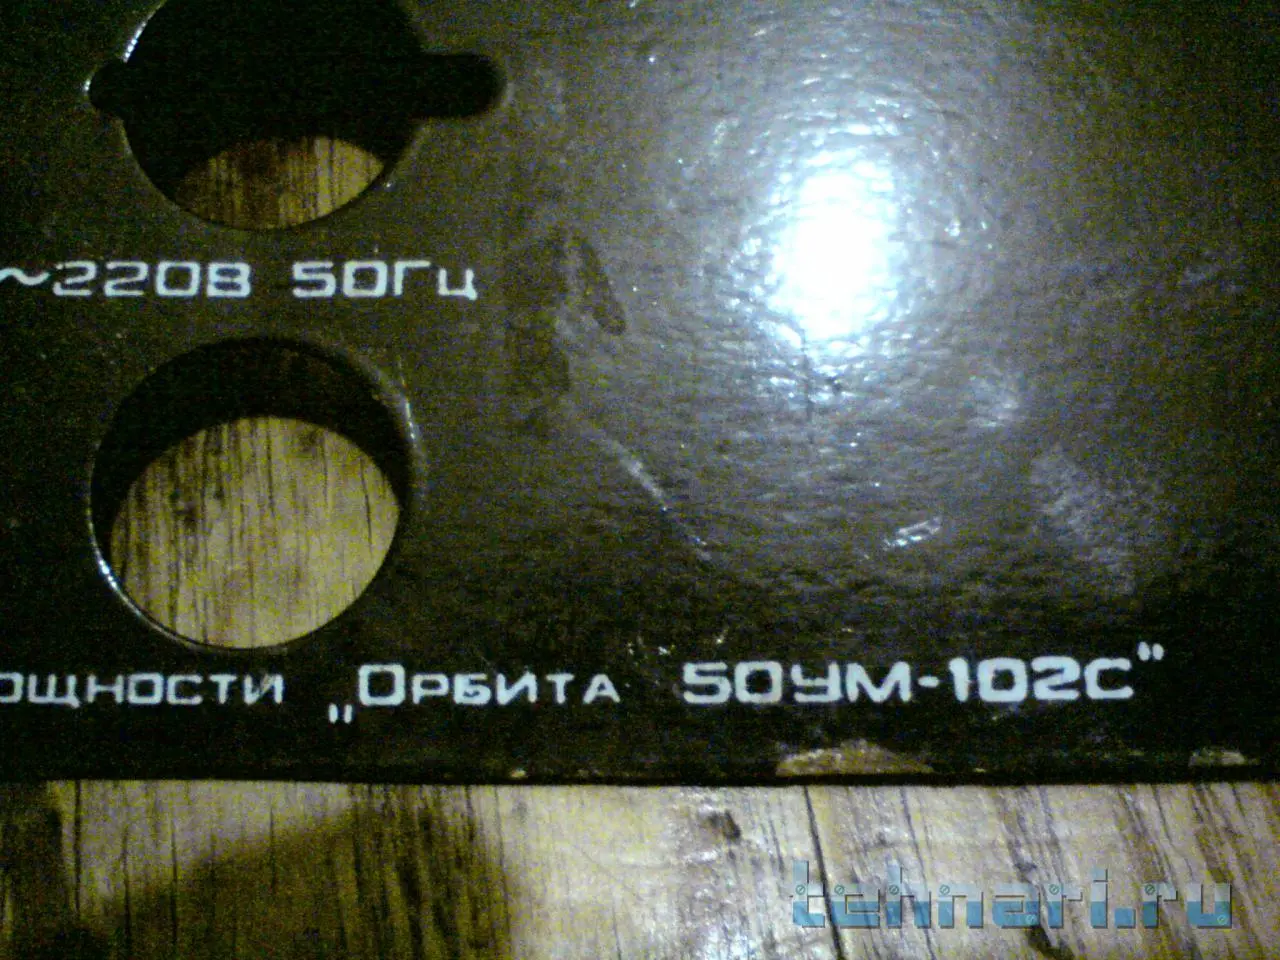 ~220В 50Гц
ощности „Орбита 50УМ-102С"
tehnari.ru